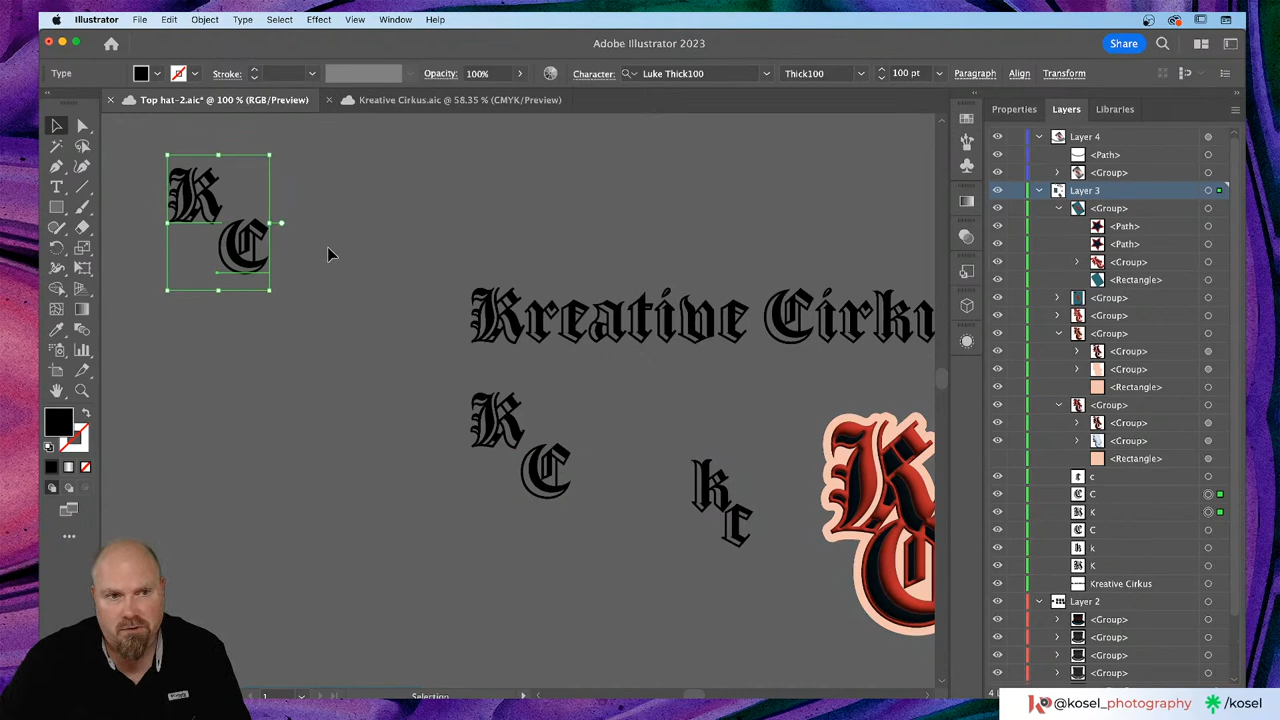 Illustrator File Edit Object Type Select Effect View Window Help
Adobe Illustrator 2023
Share
Type Stroke: Opacity: 100% Character: Luke Thick100 Thick100 100 pt Paragraph Align Transform
Top hat-2.aic* @ 100 % (RGB/Preview) Kreative Cirkus.aic @ 58.35 % (CMYK/Preview)
Properties Layers Libraries
Layer 4
<Path>
<Group>
Layer 3
<Group>
<Path>
<Path>
<Group>
<Rectangle>
<Group>
<Group>
<Group>
<Group>
<Group>
<Rectangle>
<Group>
<Group>
<Group>
<Rectangle>
c
C
K
C
k
K
Kreative Cirkus
Layer 2
<Group>
<Group>
<Group>
<Group>
K
C
Kreative Cirku
K
C
k
c
K
C
1
Selection
@kosel_photography
/kosel